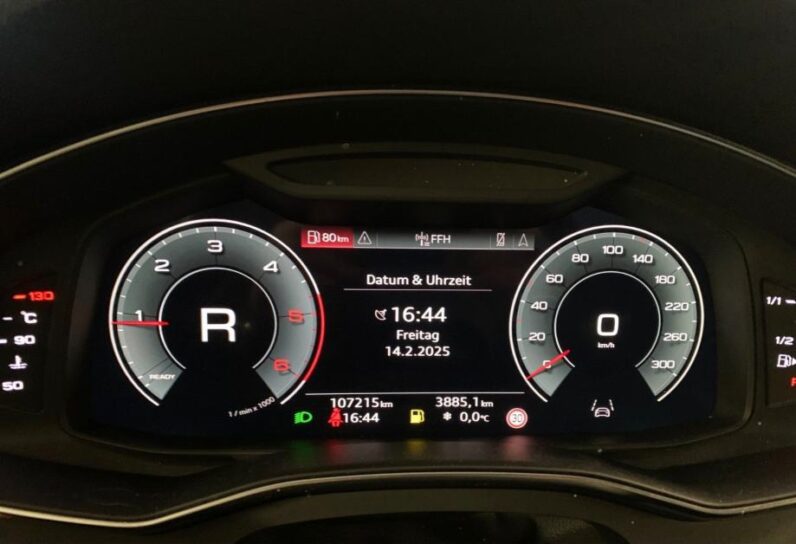 80 km
FFH
Datum & Uhrzeit
16:44
Freitag
14.2.2025
107215 km
3885,1 km
16:44
0,0 °C
30
1
2
3
4
5
6
READY
R
1 / min x 1000
0
20
40
60
80
100
120
140
180
220
260
300
0
km/h
130
°C
90
50
1/1
1/2